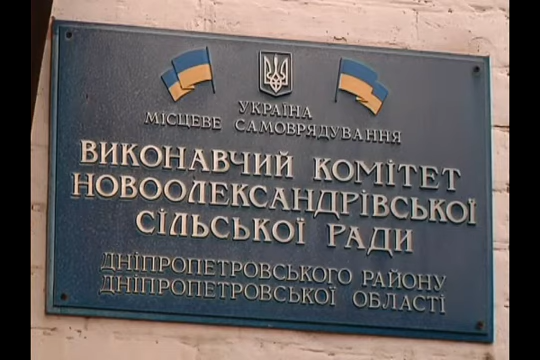 УКРАЇНА
МІСЦЕВЕ САМОВРЯДУВАННЯ
ВИКОНАВЧИЙ КОМІТЕТ
НОВООЛЕКСАНДРІВСЬКОЇ
СІЛЬСЬКОЇ РАДИ
ДНІПРОПЕТРОВСЬКОГО РАЙОНУ
ДНІПРОПЕТРОВСЬКОЇ ОБЛАСТІ